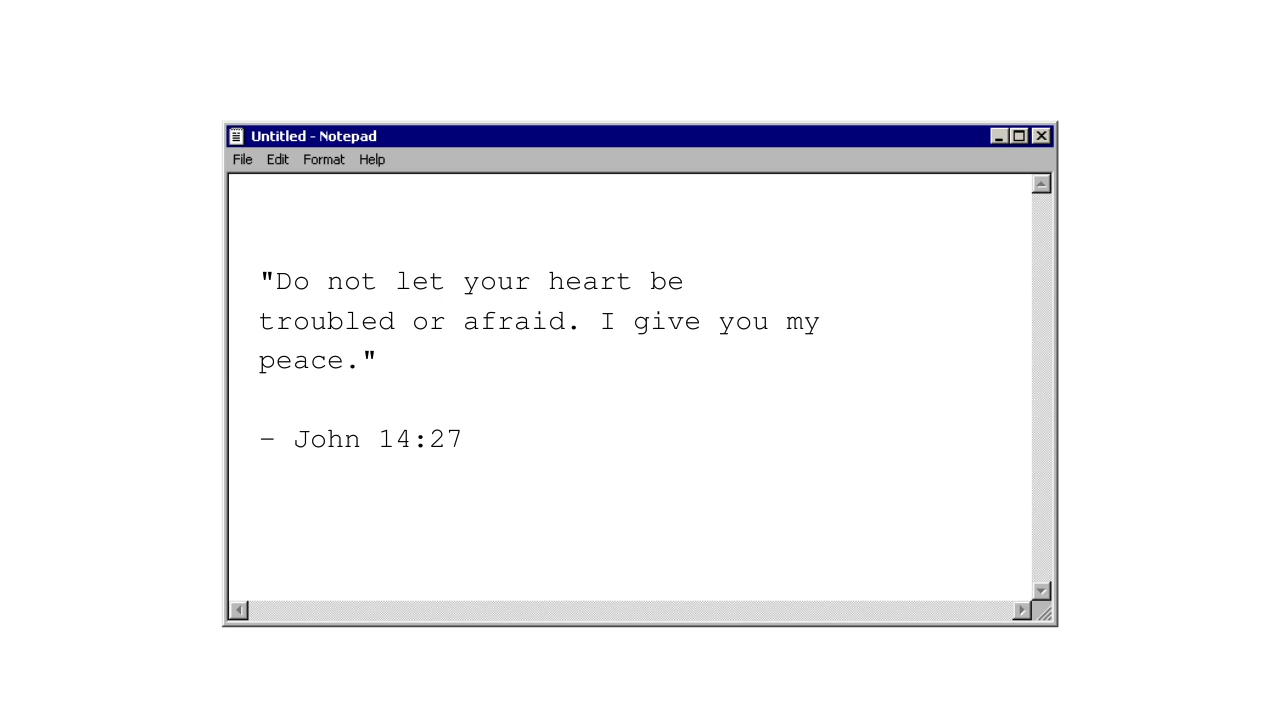 Untitled - Notepad
File Edit Format Help
"Do not let your heart be
troubled or afraid. I give you my
peace."
- John 14:27